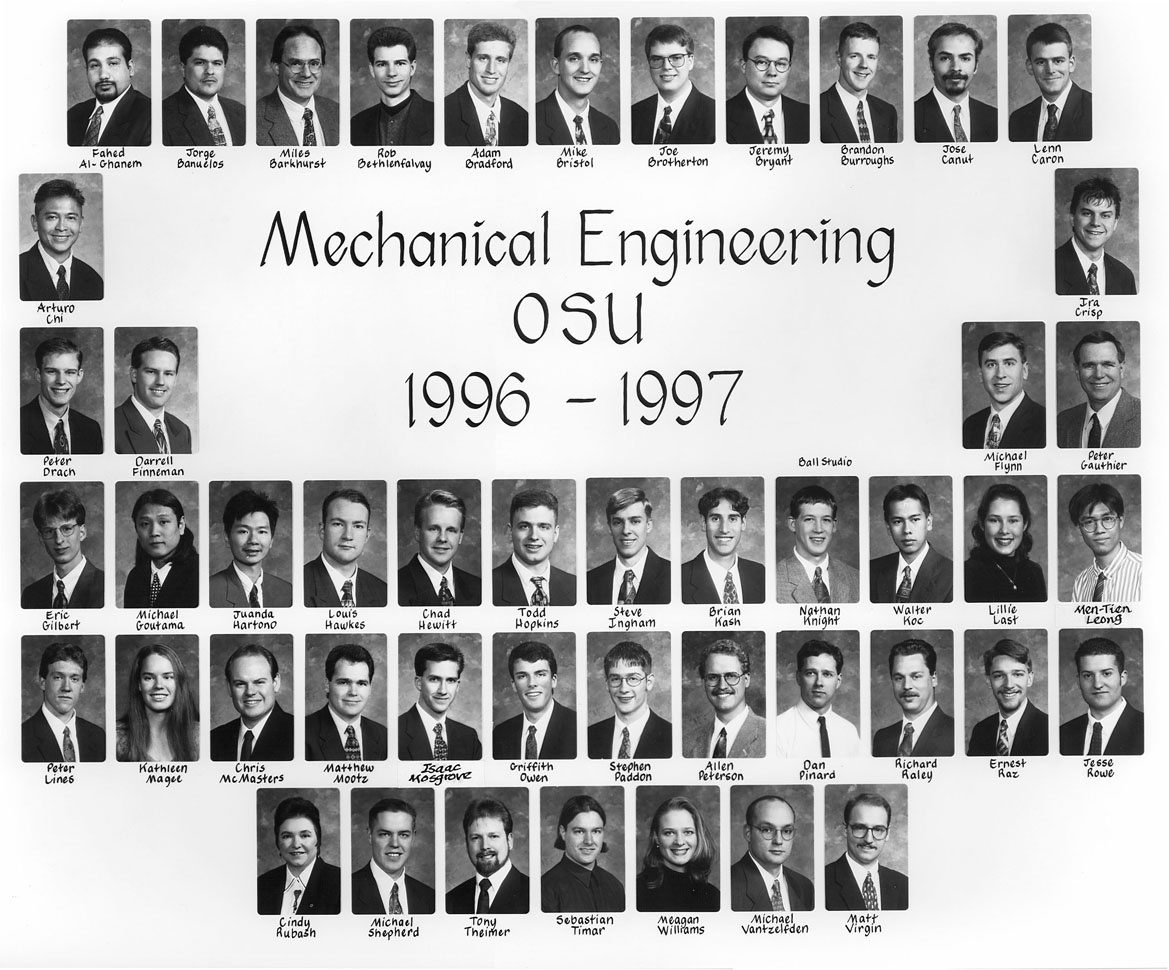 Fahed
Al-Ghanem
Jorge
Banuelos
Miles
Barkhurst
Rob
Bethlenfalvay
Adam
Bradford
Mike
Bristol
Joe
Brotherton
Jeremy
Bryant
Brandon
Burroughs
Jose
Canut
Lenn
Caron
Mechanical Engineering
OSU
1996 - 1997
Arturo
Chi
Ira
Crisp
Peter
Drach
Darrell
Finneman
Michael
Flynn
Peter
Gauthier
Ball Studio
Eric
Gilbert
Michael
Goutama
Juanda
Hartono
Louis
Hawkes
Chad
Hewitt
Todd
Hopkins
Steve
Ingham
Brian
Kash
Nathan
Knight
Walter
Koc
Lillie
Last
Men-Tien
Leong
Peter
Lines
Kathleen
Magee
Chris
McMasters
Matthew
Mootz
Isaac
Mosgrove
Griffith
Owen
Stephen
Paddon
Allen
Peterson
Dan
Pinard
Richard
Raley
Ernest
Raz
Jesse
Rowe
Cindy
Rubash
Michael
Shepherd
Tony
Theimer
Sebastian
Timar
Meagan
Williams
Michael
Vantzelfden
Matt
Virgin